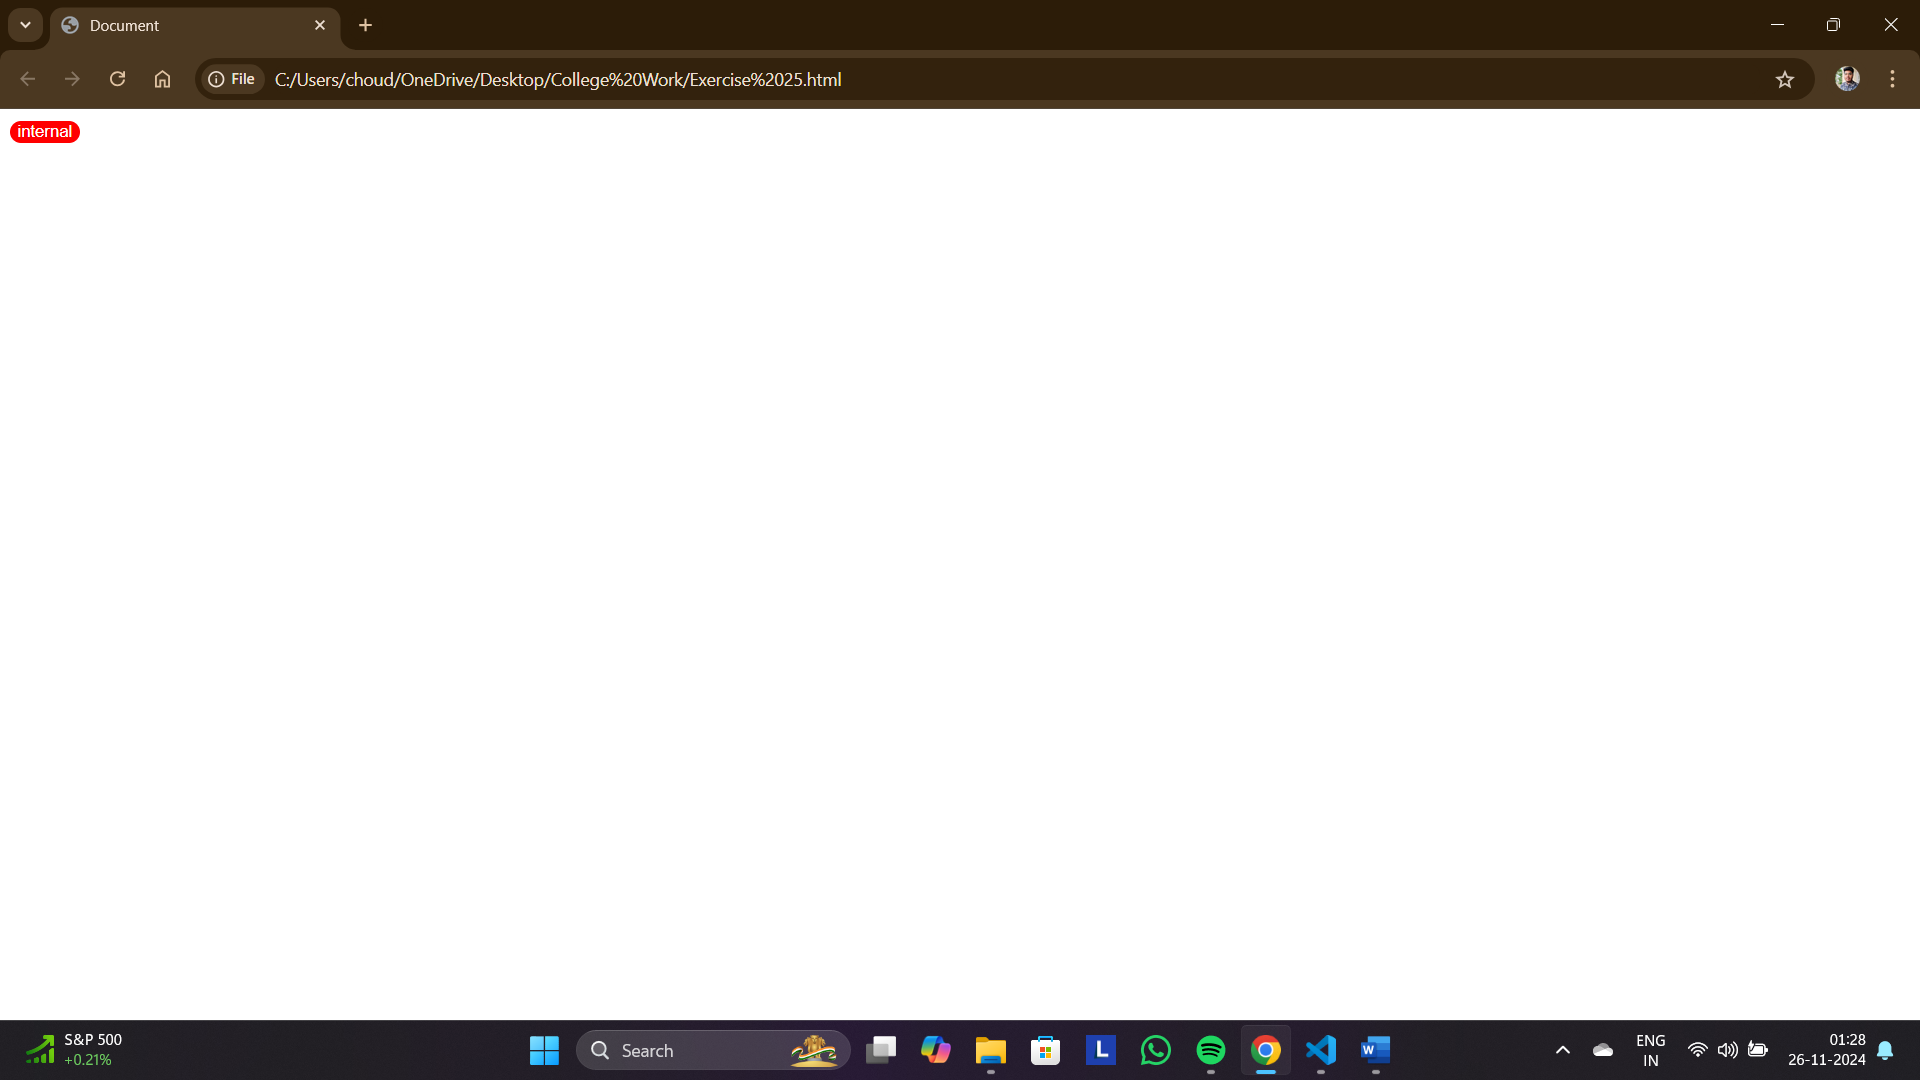 Document
File
C:/Users/choud/OneDrive/Desktop/College%20Work/Exercise%2025.html
internal
S&P 500
+0.21%
Search
L
W
ENG
IN
01:28
26-11-2024